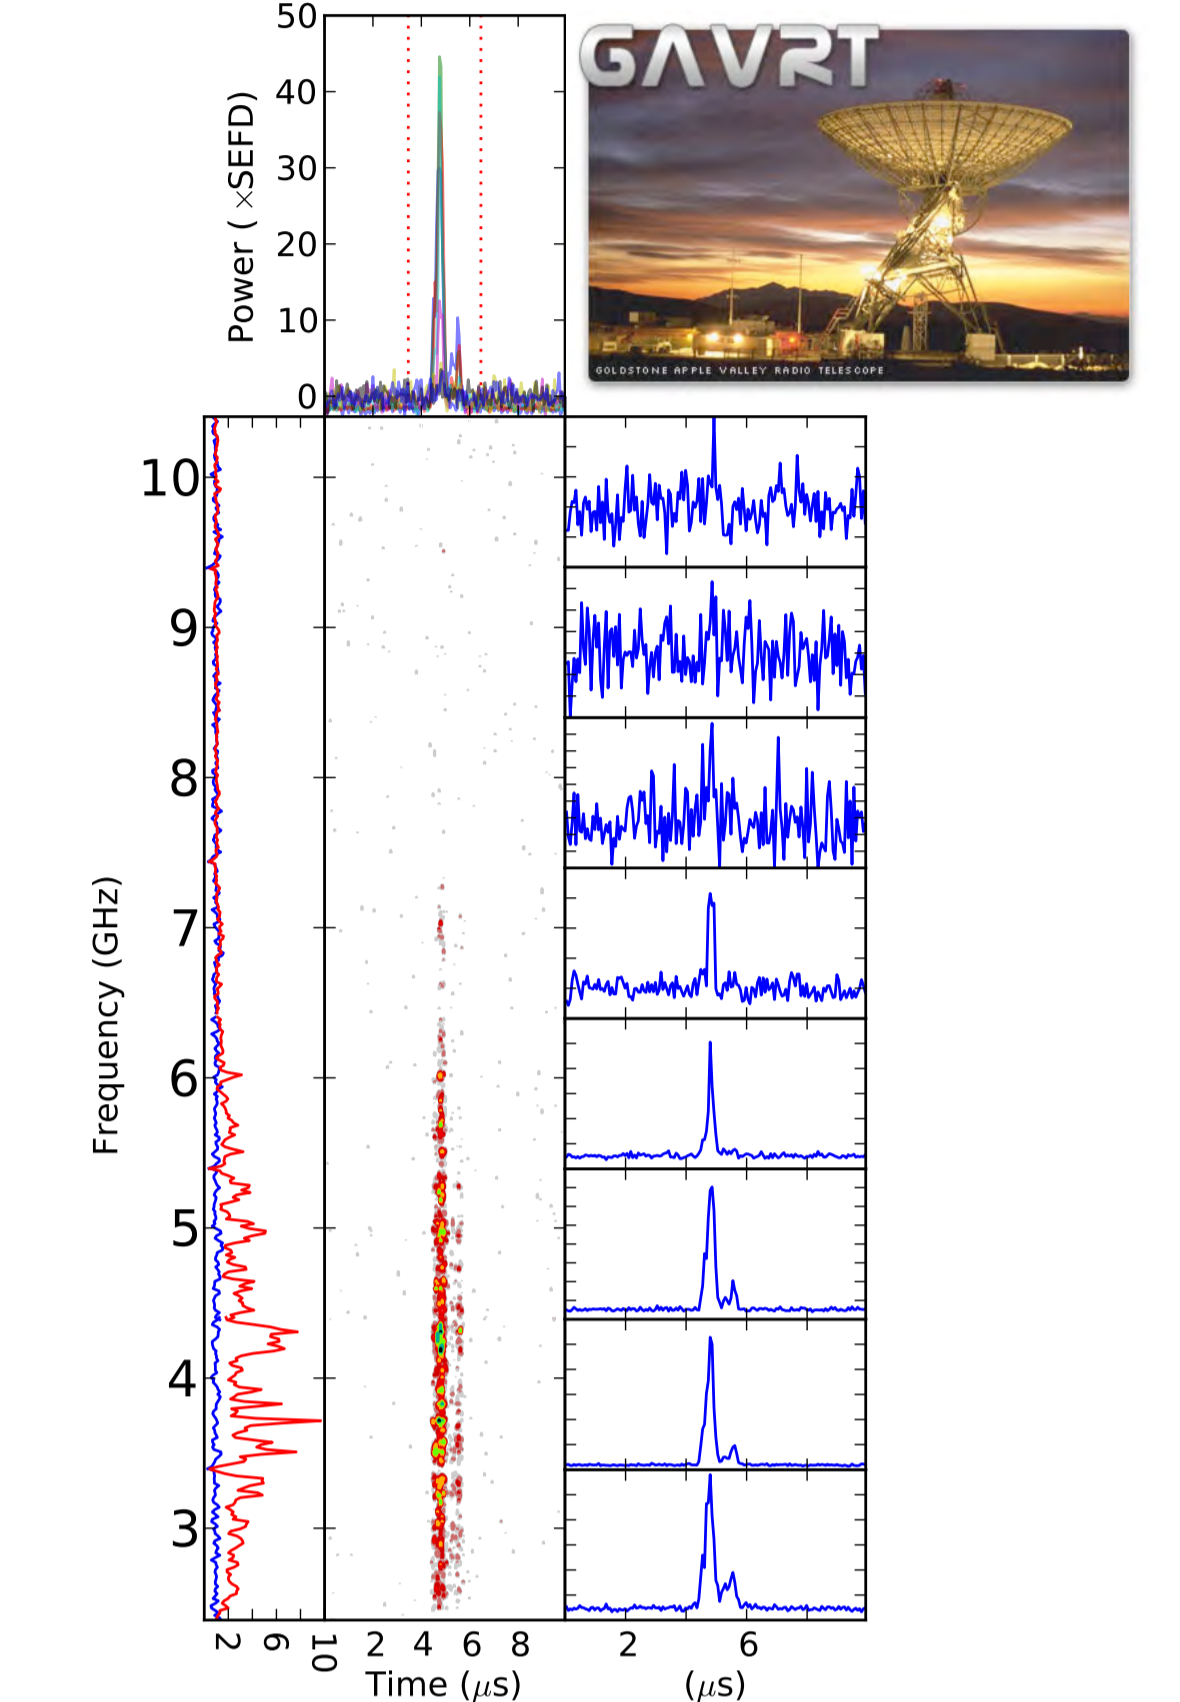 50
40
30
20
10
0
Power ( ×SEFD)
GAVRT
GOLDSTONE APPLE VALLEY RADIO TELESCOPE
10
9
8
7
6
5
4
3
Frequency (GHz)
2 6 10
2 4 6 8
Time (μs)
2 6
(μs)